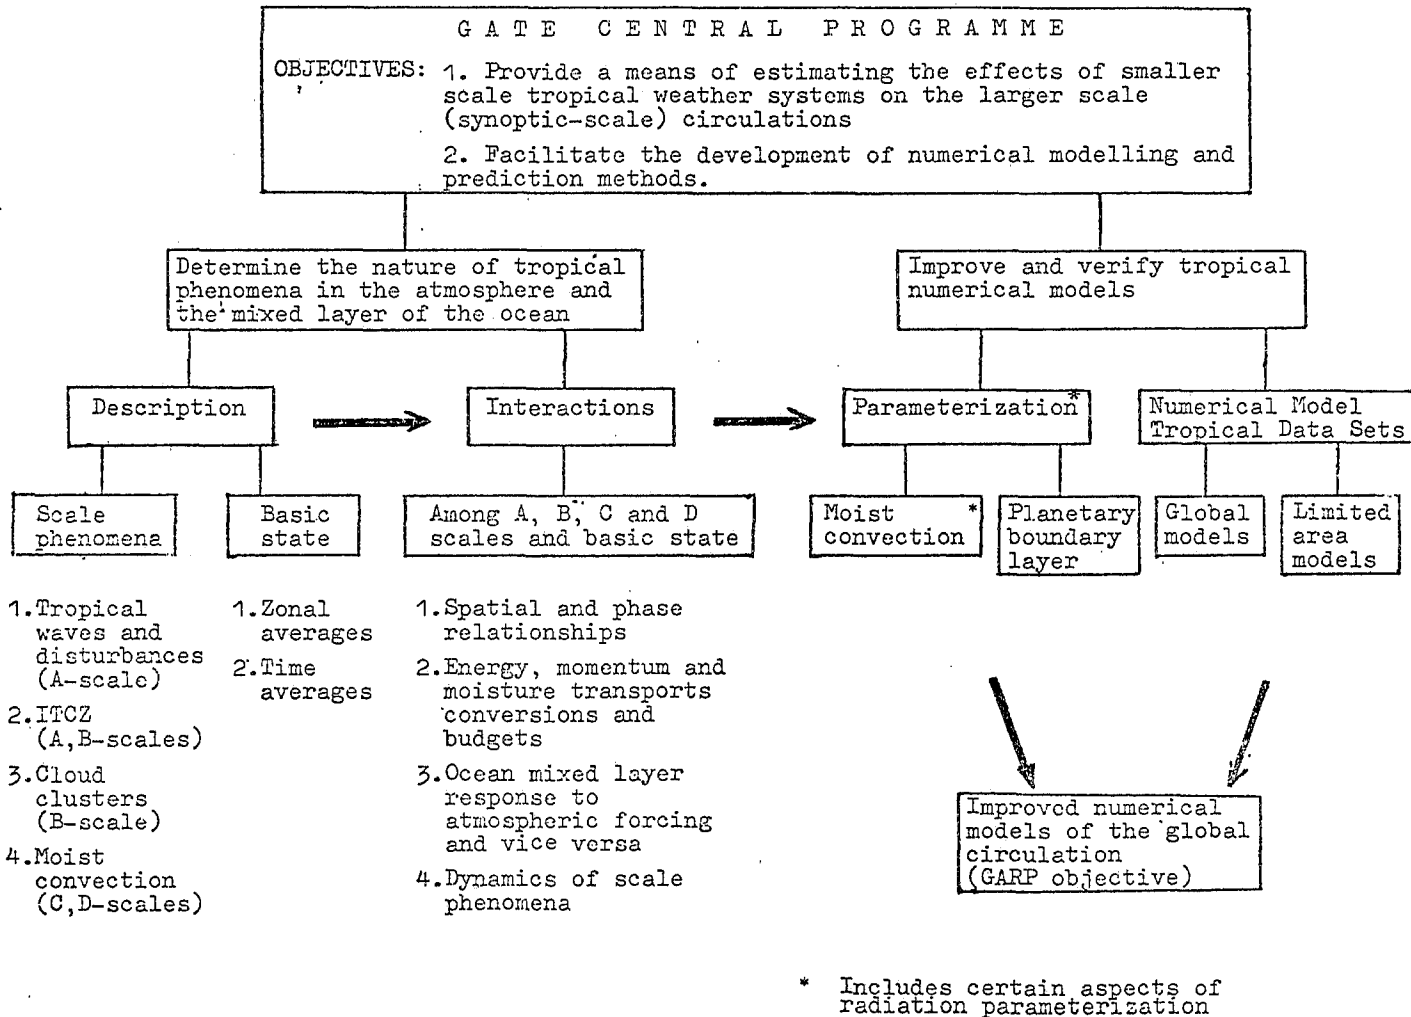 GATE CENTRAL PROGRAMME
OBJECTIVES: 1. Provide a means of estimating the effects of smaller
scale tropical weather systems on the larger scale
(synoptic-scale) circulations
2. Facilitate the development of numerical modelling and
prediction methods.
Determine the nature of tropical
phenomena in the atmosphere and
the mixed layer of the ocean
Improve and verify tropical
numerical models
Description
Interactions
Parameterization*
Numerical Model
Tropical Data Sets
Scale
phenomena
Basic
state
Among A, B, C and D
scales and basic state
Moist *
convection
Planetary
boundary
layer
Global
models
Limited
area
models
1. Tropical
waves and
disturbances
(A-scale)
2. ITCZ
(A,B-scales)
3. Cloud
clusters
(B-scale)
4. Moist
convection
(C,D-scales)
1. Zonal
averages
2. Time
averages
1. Spatial and phase
relationships
2. Energy, momentum and
moisture transports
conversions and
budgets
3. Ocean mixed layer
response to
atmospheric forcing
and vice versa
4. Dynamics of scale
phenomena
Improved numerical
models of the global
circulation
(GARP objective)
* Includes certain aspects of
radiation parameterization